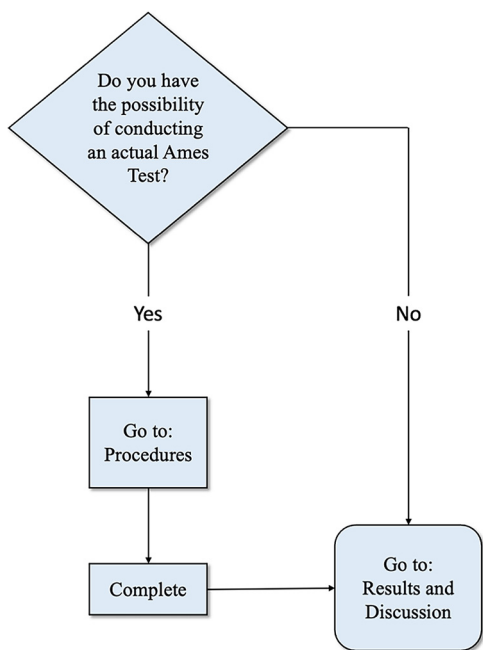 Do you have
the possibility
of conducting
an actual Ames
Test?
Yes
No
Go to:
Procedures
Complete
Go to:
Results and
Discussion